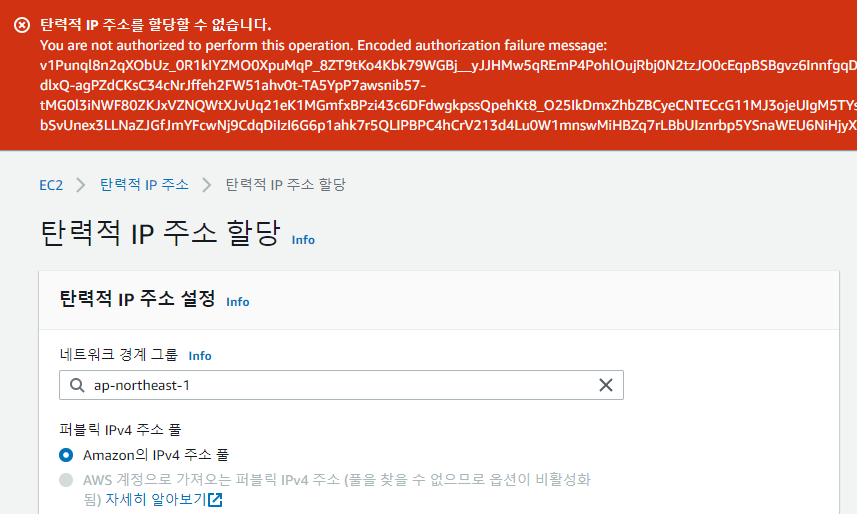 탄력적 IP 주소를 할당할 수 없습니다.
You are not authorized to perform this operation. Encoded authorization failure message:
v1Punql8n2qXObUz_0R1kIYZMO0XpuMqP_8ZT9tKo4Kbk79WGBj__yJJHMw5qREmP4PohlOujRbj0N2tzJO0cEqpBSBgvz6InnfgqD
dlxQ-agPZdCKsC34cNrJffeh2FW51ahv0t-TA5YpP7awsnib57-
tMG0l3iNWF80ZKJxVZNQWtXJvUq21eK1MGmfxBPzi43c6DFdwgkpssQpehKt8_O25IkDmxZhbZBCyeCNTECcG11MJ3ojeUIgM5TYs
bSvUnex3LLNaZJGfJmYFcwNj9CdqDiIzI6G6p1ahk7r5QLIPBPC4hCrV213d4Lu0W1mnswMiHBZq7rLBbUIznrbp5YSnaWEU6NiHjyX
EC2 > 탄력적 IP 주소 > 탄력적 IP 주소 할당
탄력적 IP 주소 할당 Info
탄력적 IP 주소 설정 Info
네트워크 경계 그룹 Info
ap-northeast-1
퍼블릭 IPv4 주소 풀
Amazon의 IPv4 주소 풀
AWS 계정으로 가져오는 퍼블릭 IPv4 주소 (풀을 찾을 수 없으므로 옵션이 비활성화
됨) 자세히 알아보기